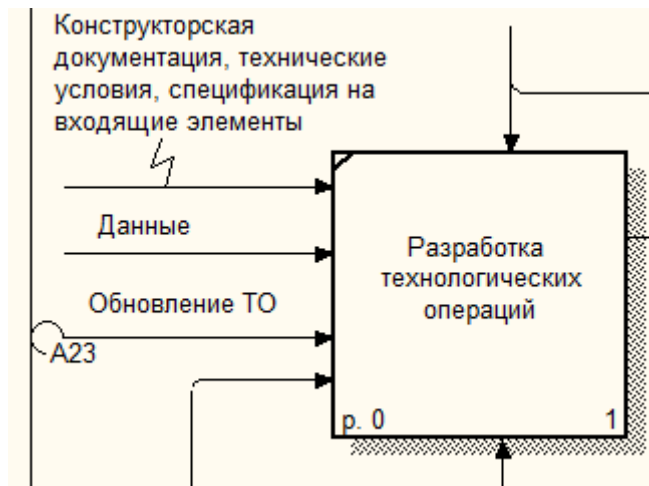 Конструкторская
документация, технические
условия, спецификация на
входящие элементы
Данные
Обновление ТО
A23
Разработка
технологических
операций
р. 0
1